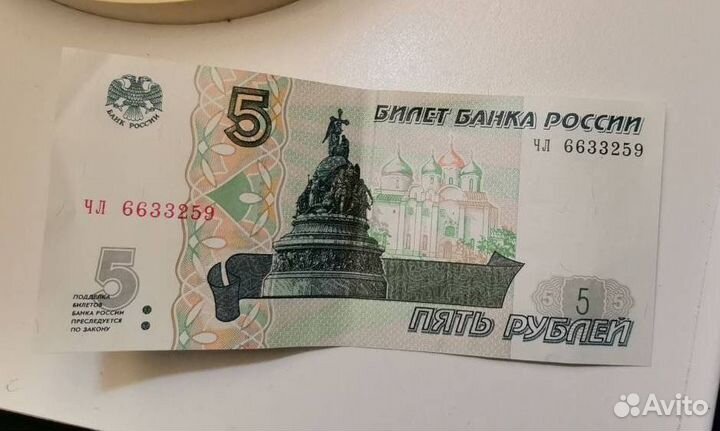 БАНК РОССИИ
5
БИЛЕТ БАНКА РОССИИ
ЧЛ 6633259
ЧЛ 6633259
5
ПОДДЕЛКА
БИЛЕТОВ
БАНКА РОССИИ
ПРЕСЛЕДУЕТСЯ
ПО ЗАКОНУ
5 5 5
ПЯТЬ РУБЛЕЙ
Avito